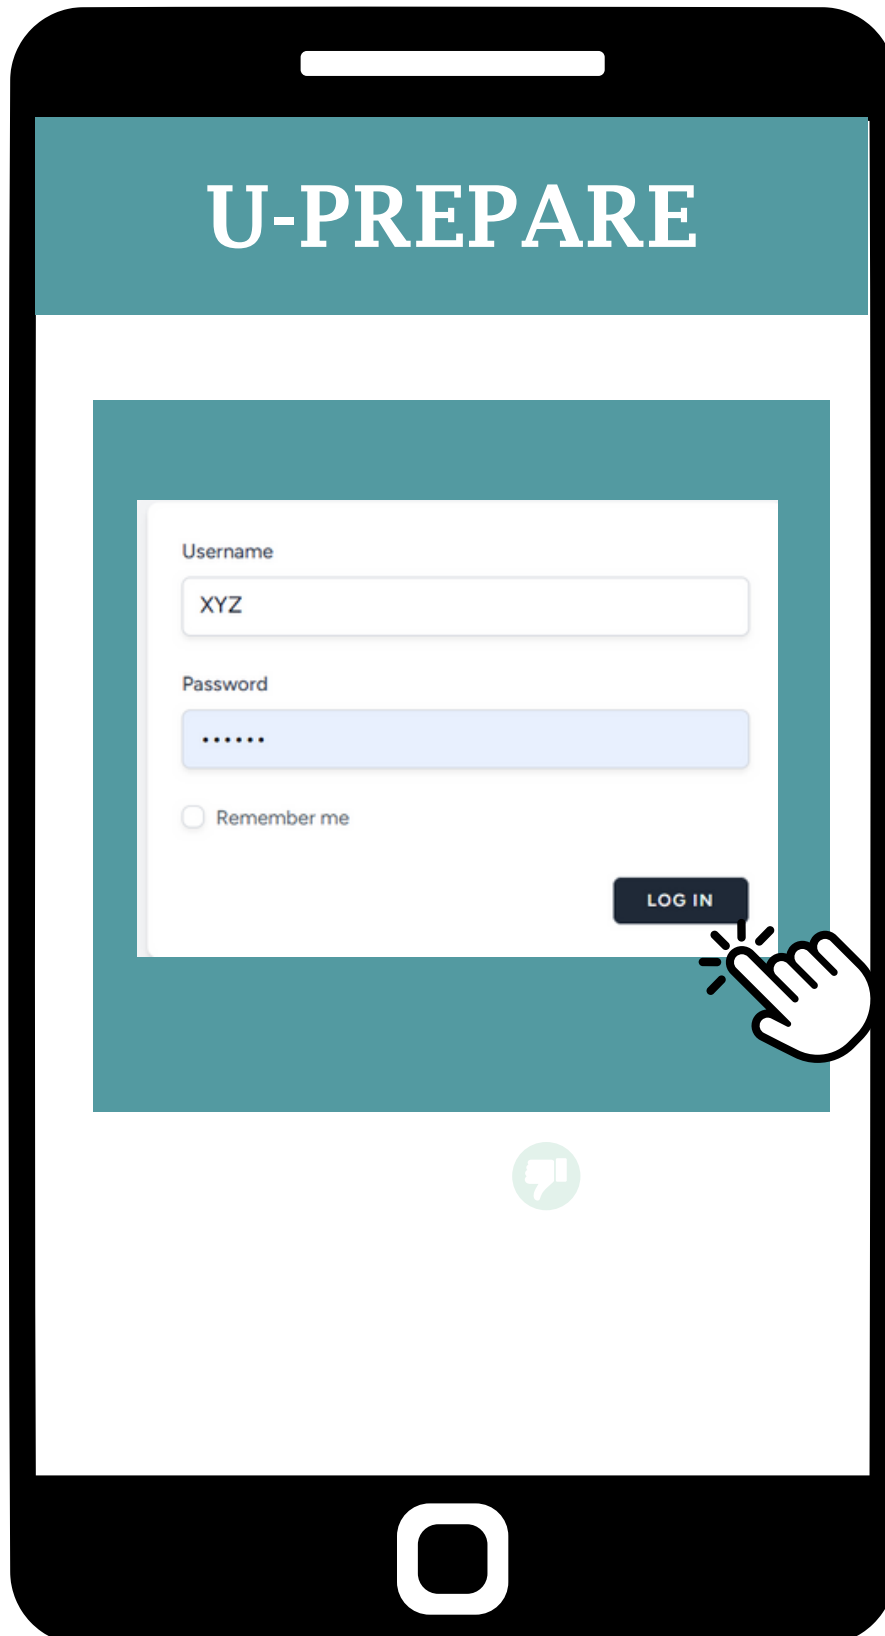 U-PREPARE
Username
XYZ
Password
••••••
Remember me
LOG IN